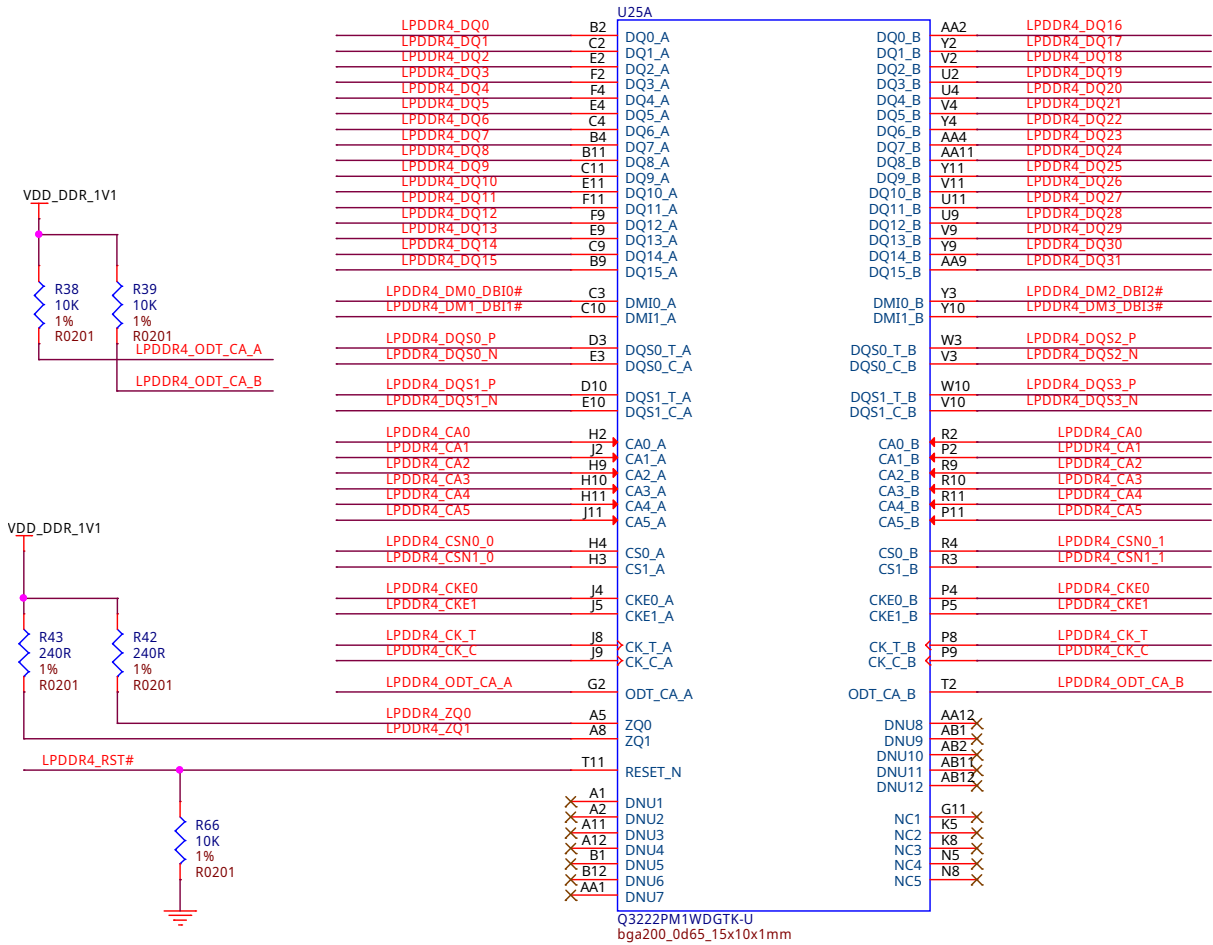 U25A
LPDDR4_DQ0 B2 DQ0_A DQ0_B AA2 LPDDR4_DQ16
LPDDR4_DQ1 C2 DQ1_A DQ1_B Y2 LPDDR4_DQ17
LPDDR4_DQ2 E2 DQ2_A DQ2_B V2 LPDDR4_DQ18
LPDDR4_DQ3 F2 DQ3_A DQ3_B U2 LPDDR4_DQ19
LPDDR4_DQ4 F4 DQ4_A DQ4_B U4 LPDDR4_DQ20
LPDDR4_DQ5 E4 DQ5_A DQ5_B V4 LPDDR4_DQ21
LPDDR4_DQ6 C4 DQ6_A DQ6_B Y4 LPDDR4_DQ22
LPDDR4_DQ7 B4 DQ7_A DQ7_B AA4 LPDDR4_DQ23
LPDDR4_DQ8 B11 DQ8_A DQ8_B AA11 LPDDR4_DQ24
LPDDR4_DQ9 C11 DQ9_A DQ9_B Y11 LPDDR4_DQ25
LPDDR4_DQ10 E11 DQ10_A DQ10_B V11 LPDDR4_DQ26
LPDDR4_DQ11 F11 DQ11_A DQ11_B U11 LPDDR4_DQ27
LPDDR4_DQ12 F9 DQ12_A DQ12_B U9 LPDDR4_DQ28
LPDDR4_DQ13 E9 DQ13_A DQ13_B V9 LPDDR4_DQ29
LPDDR4_DQ14 C9 DQ14_A DQ14_B Y9 LPDDR4_DQ30
LPDDR4_DQ15 B9 DQ15_A DQ15_B AA9 LPDDR4_DQ31
LPDDR4_DM0_DBI0# C3 DMI0_A DMI0_B Y3 LPDDR4_DM2_DBI2#
LPDDR4_DM1_DBI1# C10 DMI1_A DMI1_B Y10 LPDDR4_DM3_DBI3#
LPDDR4_DQS0_P D3 DQS0_T_A DQS0_T_B W3 LPDDR4_DQS2_P
LPDDR4_DQS0_N E3 DQS0_C_A DQS0_C_B V3 LPDDR4_DQS2_N
LPDDR4_DQS1_P D10 DQS1_T_A DQS1_T_B W10 LPDDR4_DQS3_P
LPDDR4_DQS1_N E10 DQS1_C_A DQS1_C_B V10 LPDDR4_DQS3_N
LPDDR4_CA0 H2 CA0_A CA0_B R2 LPDDR4_CA0
LPDDR4_CA1 J2 CA1_A CA1_B P2 LPDDR4_CA1
LPDDR4_CA2 H9 CA2_A CA2_B R9 LPDDR4_CA2
LPDDR4_CA3 H10 CA3_A CA3_B R10 LPDDR4_CA3
LPDDR4_CA4 H11 CA4_A CA4_B R11 LPDDR4_CA4
LPDDR4_CA5 J11 CA5_A CA5_B P11 LPDDR4_CA5
LPDDR4_CSN0_0 H4 CS0_A CS0_B R4 LPDDR4_CSN0_1
LPDDR4_CSN1_0 H3 CS1_A CS1_B R3 LPDDR4_CSN1_1
LPDDR4_CKE0 J4 CKE0_A CKE0_B P4 LPDDR4_CKE0
LPDDR4_CKE1 J5 CKE1_A CKE1_B P5 LPDDR4_CKE1
LPDDR4_CK_T J8 CK_T_A CK_T_B P8 LPDDR4_CK_T
LPDDR4_CK_C J9 CK_C_A CK_C_B P9 LPDDR4_CK_C
LPDDR4_ODT_CA_A G2 ODT_CA_A ODT_CA_B T2 LPDDR4_ODT_CA_B
LPDDR4_ZQ0 A5 ZQ0 DNU8 AA12
LPDDR4_ZQ1 A8 ZQ1 DNU9 AB1
DNU10 AB2
LPDDR4_RST# T11 RESET_N DNU11 AB11
DNU12 AB12
A1 DNU1 NC1 G11
A2 DNU2 NC2 K5
A11 DNU3 NC3 K8
A12 DNU4 NC4 N5
B1 DNU5 NC5 N8
B12 DNU6
AA1 DNU7
Q3222PM1WDGTK-U
bga200_0d65_15x10x1mm
VDD_DDR_1V1
R38 R39
10K 10K
1% 1%
R0201 R0201
LPDDR4_ODT_CA_A
LPDDR4_ODT_CA_B
VDD_DDR_1V1
R43 R42
240R 240R
1% 1%
R0201 R0201
R66
10K
1%
R0201